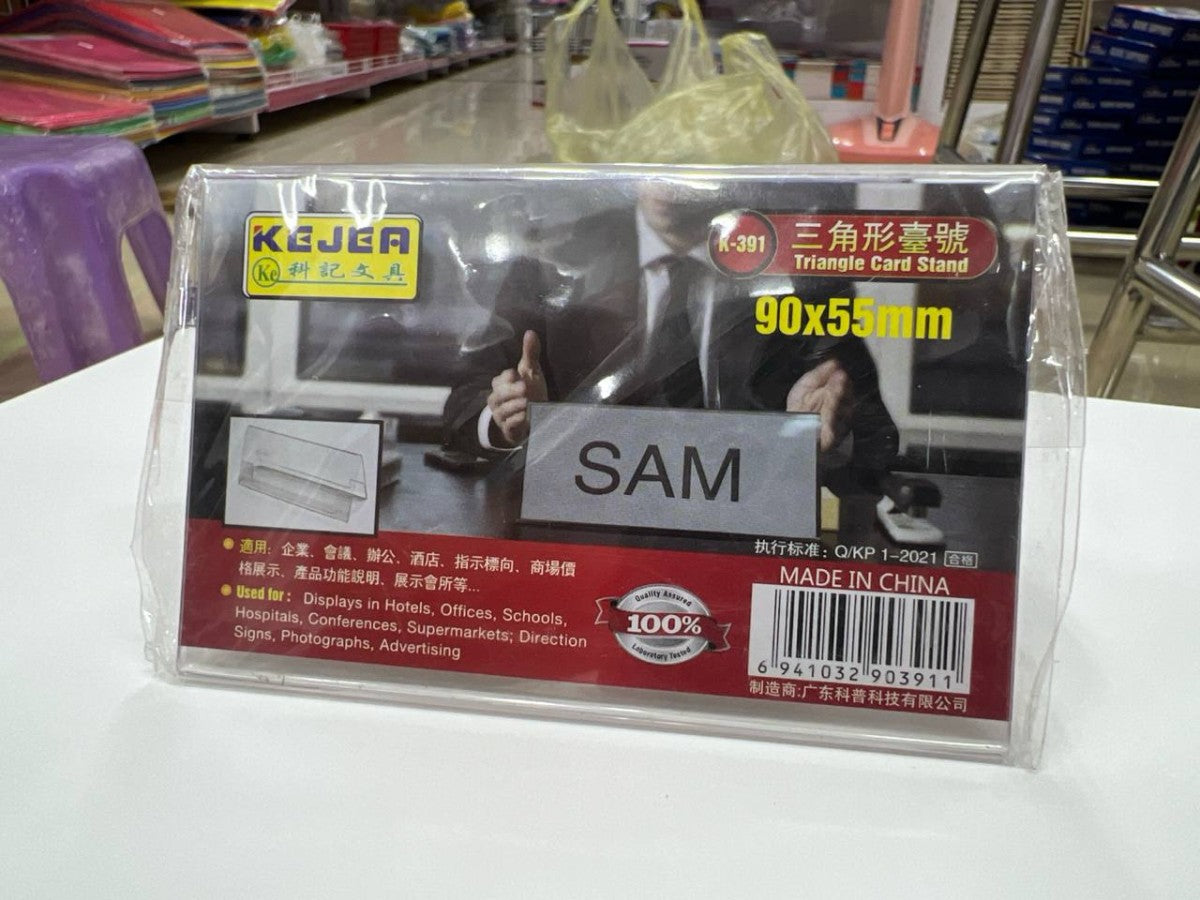 KEJEA
Ke 科記文具
K-391
三角形臺號
Triangle Card Stand
90x55mm
SAM
適用: 企業、會議、辦公、酒店、指示標向、商場價
格展示、產品功能說明、展示會所等...
Used for: Displays in Hotels, Offices, Schools,
Hospitals, Conferences, Supermarkets; Direction
Signs, Photographs, Advertising
Quality Assured
100%
Laboratory Tested
执行标准: Q/KP 1-2021 合格
MADE IN CHINA
6 941032 903911
制造商:广东科普科技有限公司